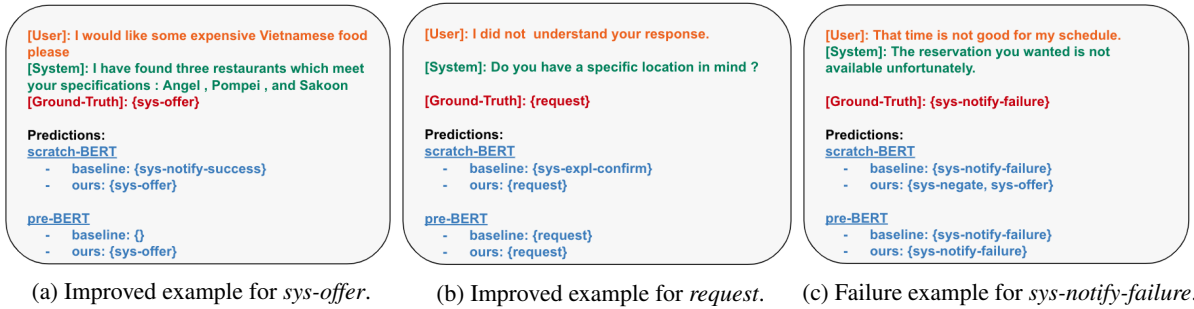 [User]: I would like some expensive Vietnamese food
please
[System]: I have found three restaurants which meet
your specifications : Angel , Pompei , and Sakoon
[Ground-Truth]: {sys-offer}
Predictions:
scratch-BERT
- baseline: {sys-notify-success}
- ours: {sys-offer}
pre-BERT
- baseline: {}
- ours: {sys-offer}
(a) Improved example for sys-offer.
[User]: I did not understand your response.
[System]: Do you have a specific location in mind ?
[Ground-Truth]: {request}
Predictions:
scratch-BERT
- baseline: {sys-expl-confirm}
- ours: {request}
pre-BERT
- baseline: {request}
- ours: {request}
(b) Improved example for request.
[User]: That time is not good for my schedule.
[System]: The reservation you wanted is not
available unfortunately.
[Ground-Truth]: {sys-notify-failure}
Predictions:
scratch-BERT
- baseline: {sys-notify-failure}
- ours: {sys-negate, sys-offer}
pre-BERT
- baseline: {sys-notify-failure}
- ours: {sys-notify-failure}
(c) Failure example for sys-notify-failure.